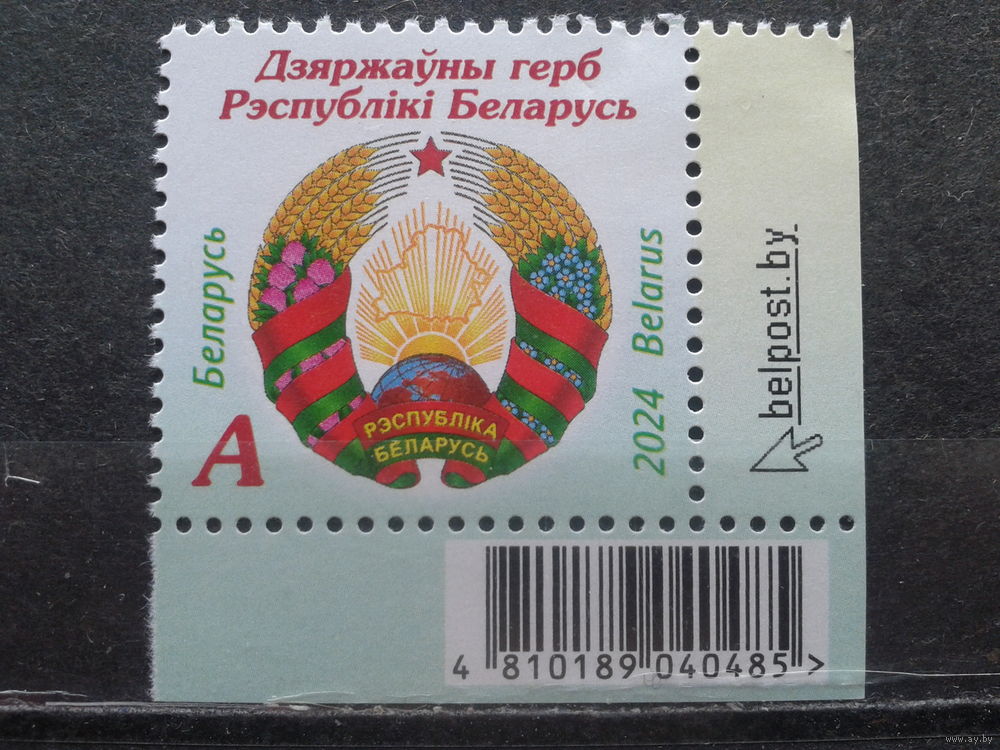 Дзяржаўны герб
Рэспублікі Беларусь
Беларусь
2024 Belarus
А
РЭСПУБЛІКА
БЕЛАРУСЬ
belpost.by
4 810189 040485 >
www.ay.by